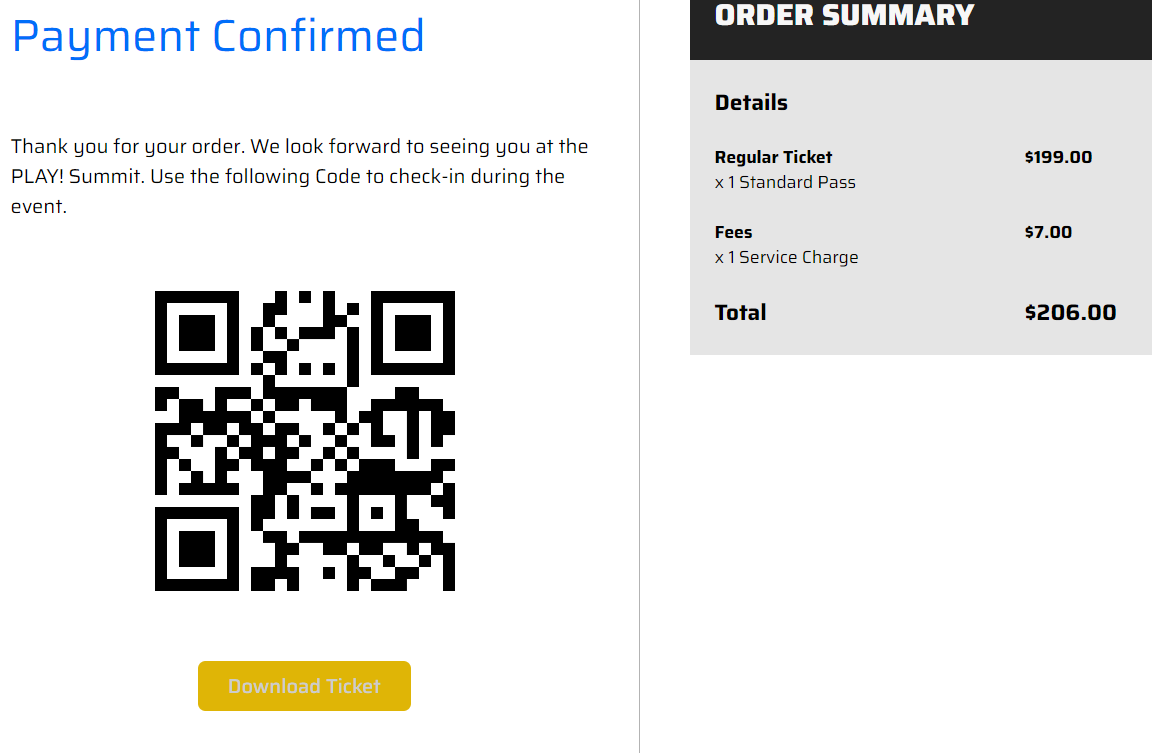 Payment Confirmed
Thank you for your order. We look forward to seeing you at the
PLAY! Summit. Use the following Code to check-in during the
event.
Download Ticket
ORDER SUMMARY
Details
Regular Ticket $199.00
x 1 Standard Pass
Fees $7.00
x 1 Service Charge
Total $206.00